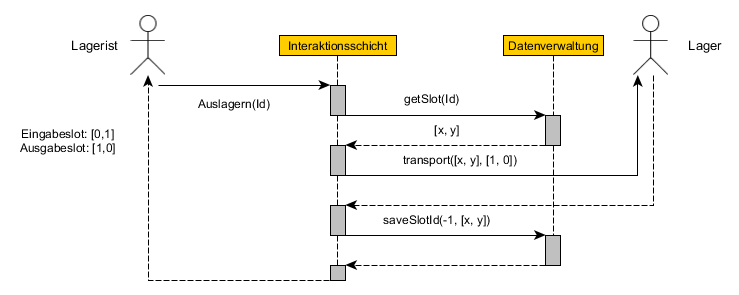 Lagerist
Interaktionsschicht
Datenverwaltung
Lager
Auslagern(Id)
getSlot(Id)
Eingabeslot: [0,1]
Ausgabeslot: [1,0]
[x, y]
transport([x, y], [1, 0])
saveSlotId(-1, [x, y])